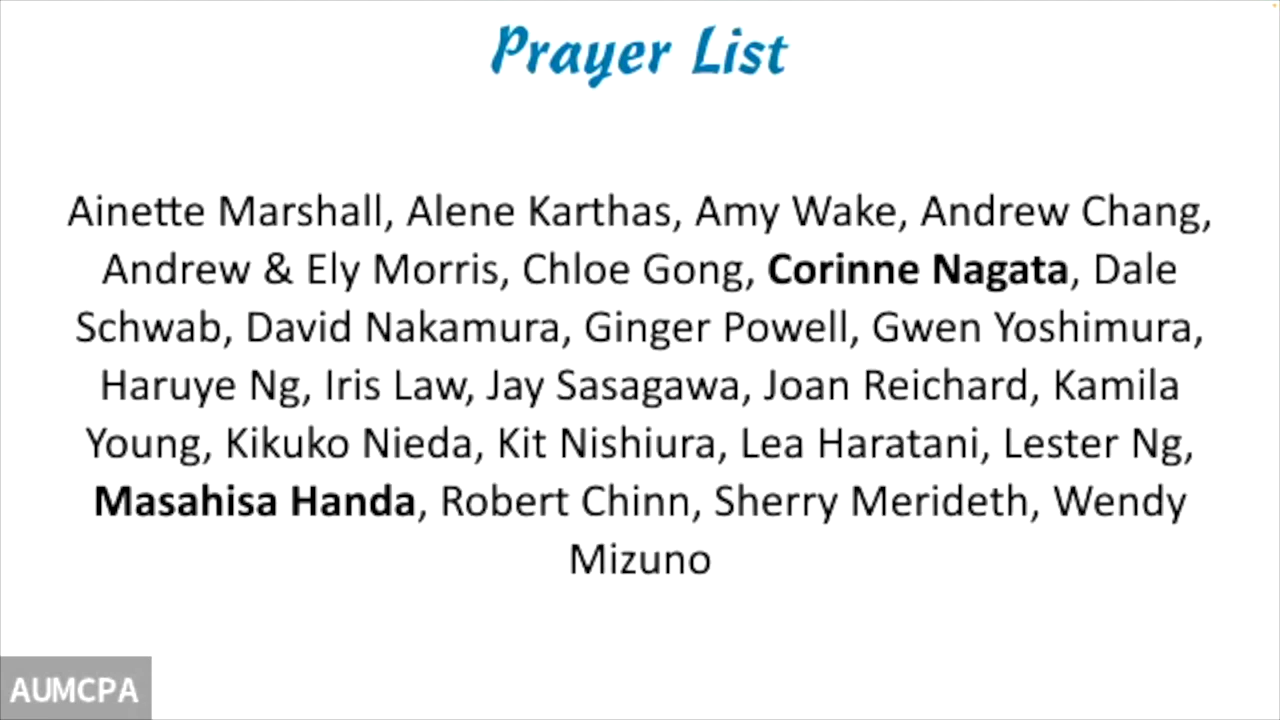 Prayer List
Ainette Marshall, Alene Karthas, Amy Wake, Andrew Chang,
Andrew & Ely Morris, Chloe Gong, Corinne Nagata, Dale
Schwab, David Nakamura, Ginger Powell, Gwen Yoshimura,
Haruye Ng, Iris Law, Jay Sasagawa, Joan Reichard, Kamila
Young, Kikuko Nieda, Kit Nishiura, Lea Haratani, Lester Ng,
Masahisa Handa, Robert Chinn, Sherry Merideth, Wendy
Mizuno
AUMCPA